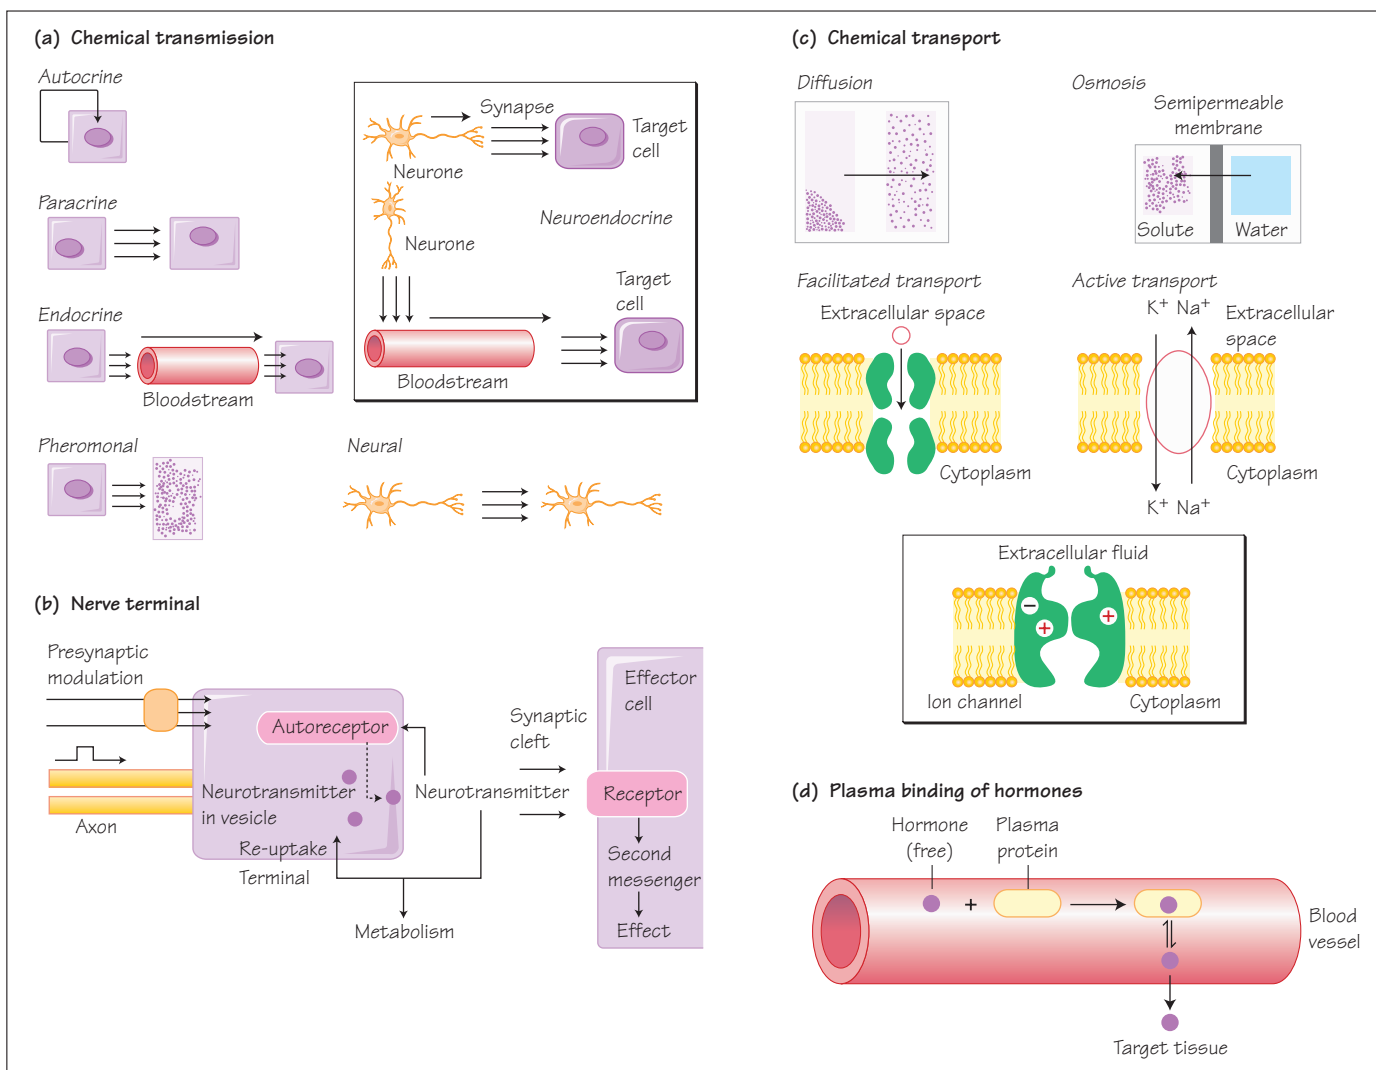 (a) Chemical transmission
Autocrine
Paracrine
Endocrine
Bloodstream
Pheromonal
Synapse
Target
cell
Neurone
Neuroendocrine
Neurone
Target
cell
Bloodstream
Neural
(b) Nerve terminal
Presynaptic
modulation
Autoreceptor
Neurotransmitter
in vesicle
Axon
Re-uptake
Terminal
Neurotransmitter
Metabolism
Synaptic
cleft
Effector
cell
Receptor
Second
messenger
Effect
(c) Chemical transport
Diffusion
Osmosis
Semipermeable
membrane
Solute
Water
Facilitated transport
Extracellular space
Cytoplasm
Active transport
K⁺ Na⁺
Extracellular
space
Cytoplasm
K⁺ Na⁺
Extracellular fluid
−
+
+
Ion channel
Cytoplasm
(d) Plasma binding of hormones
Hormone
(free)
Plasma
protein
+
Blood
vessel
Target tissue